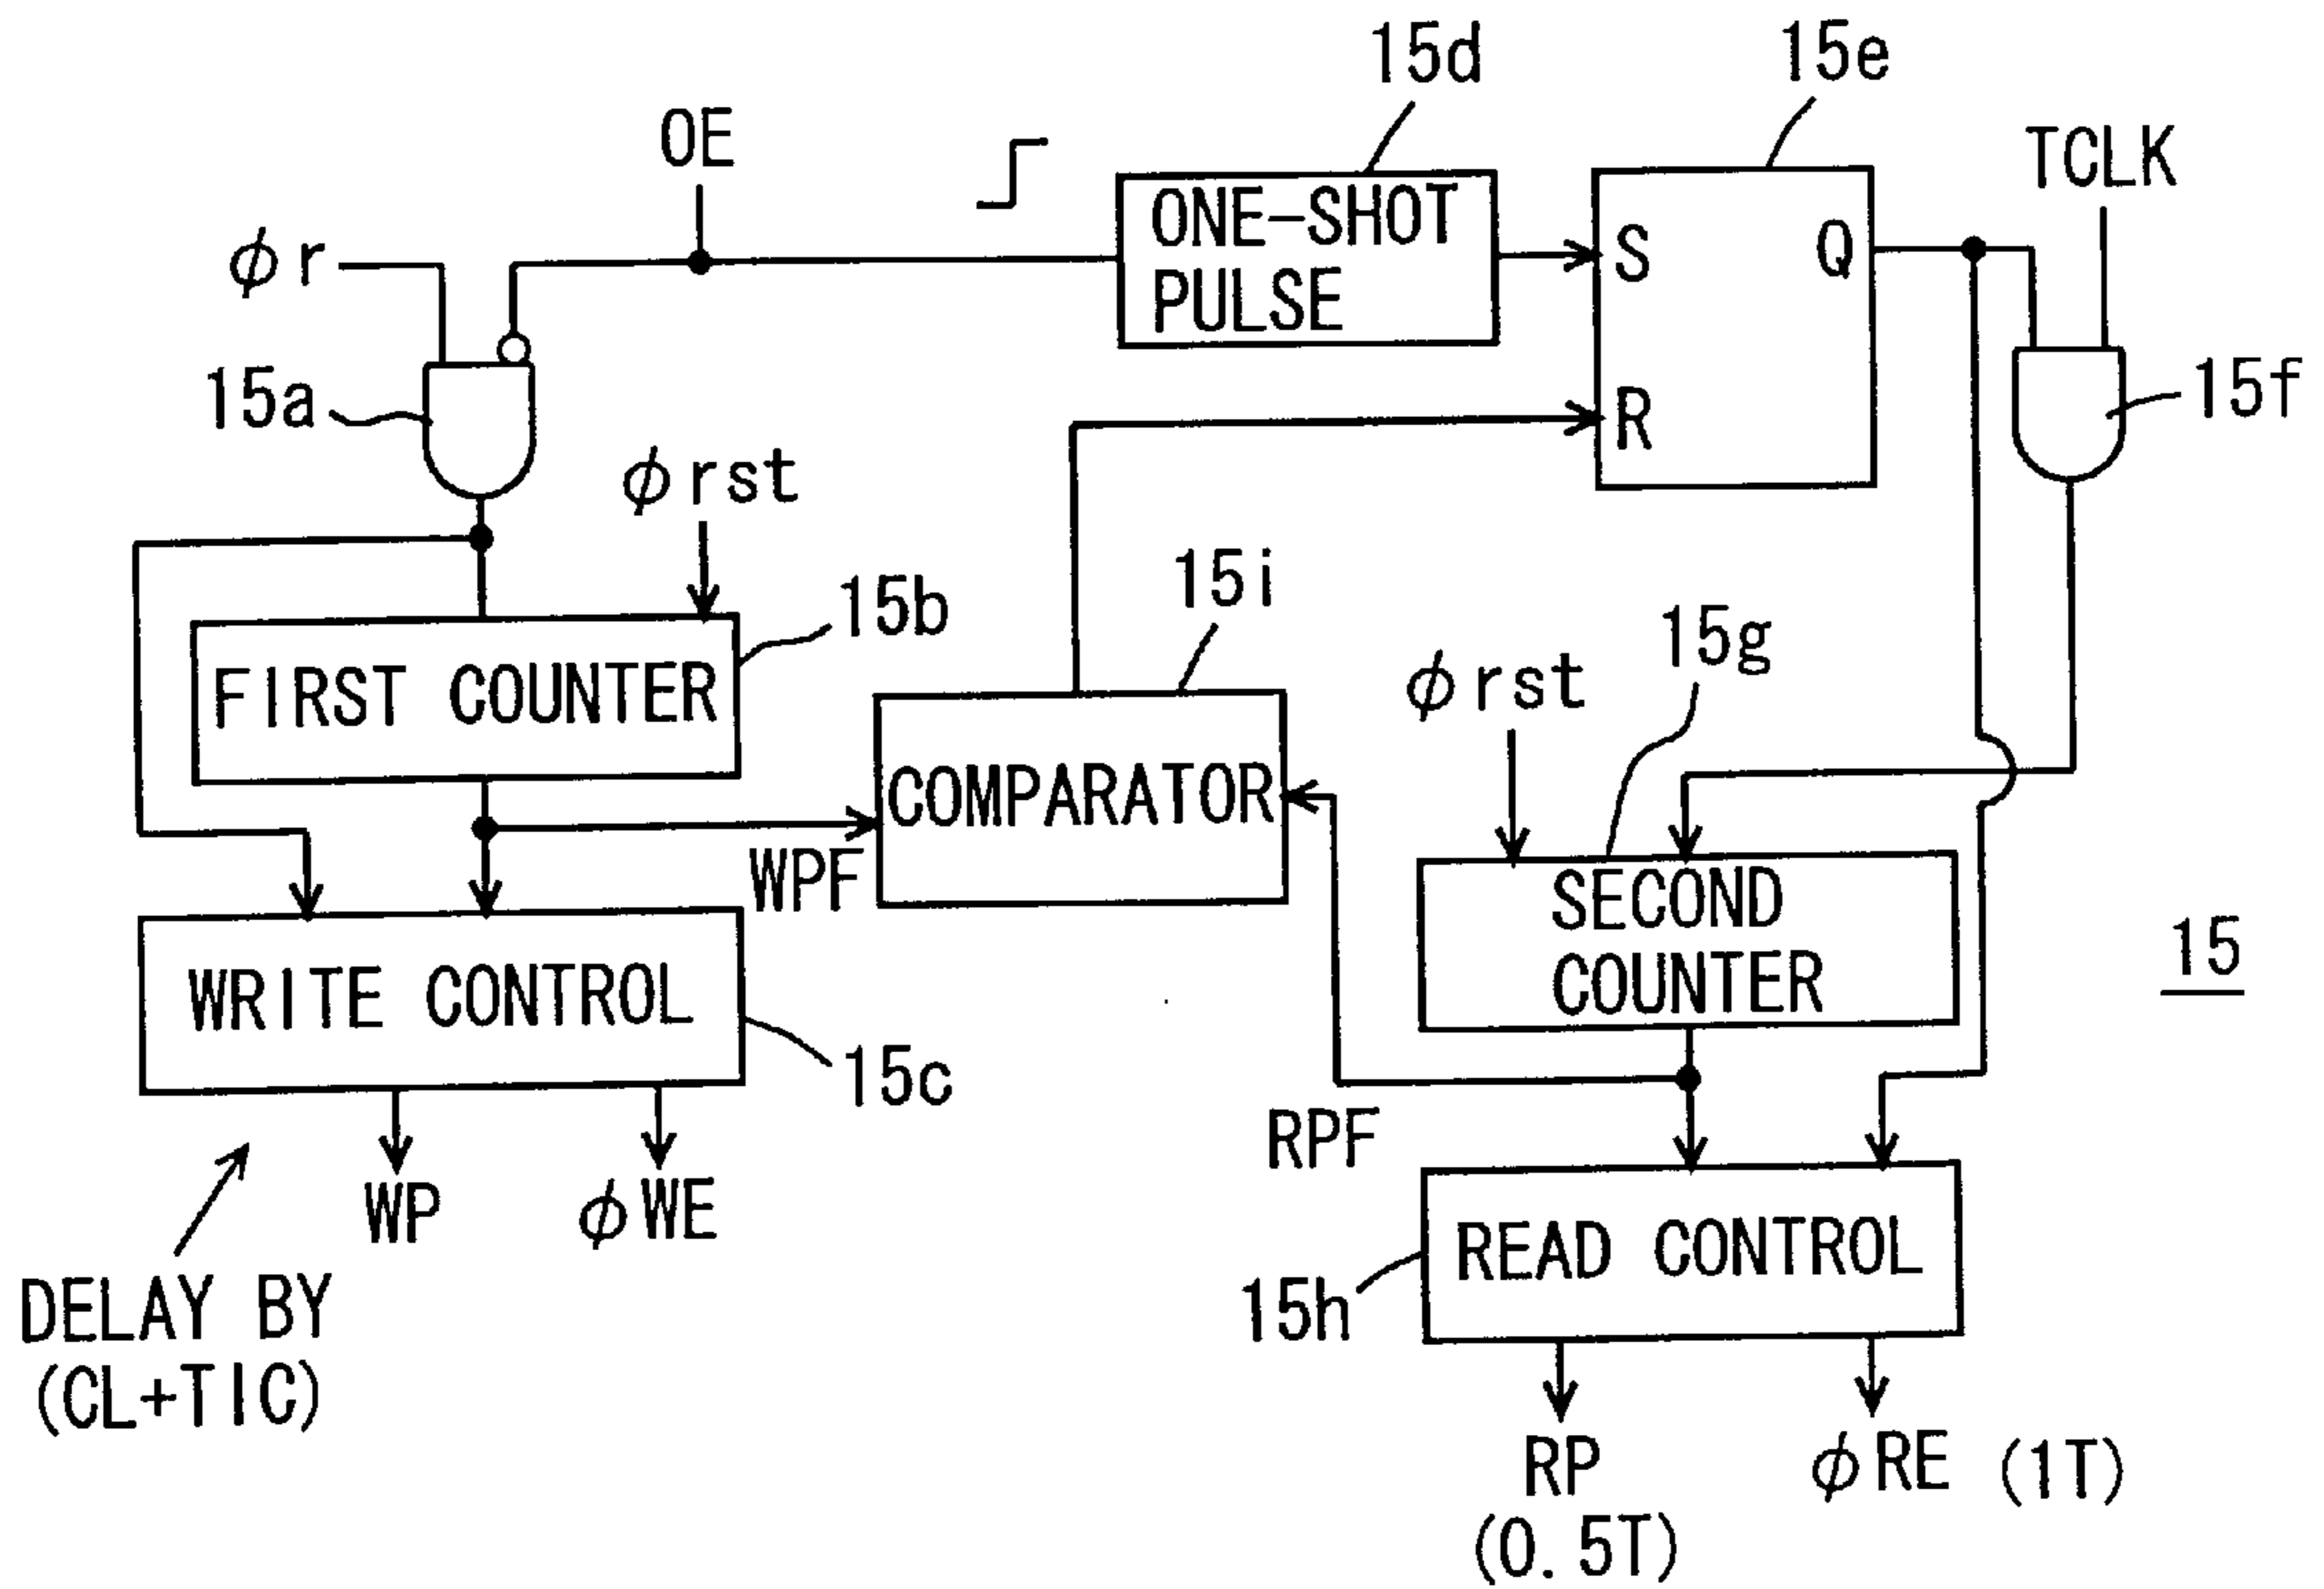 15d
15e
OE
TCLK
φr
ONE-SHOT
PULSE
S
Q
R
15a
15f
φrst
15b
15i
15g
φrst
FIRST COUNTER
COMPARATOR
WPF
SECOND
COUNTER
15
WRITE CONTROL
15c
RPF
WP
φWE
READ CONTROL
15h
DELAY BY
(CL+TIC)
RP
φRE (1T)
(0.5T)